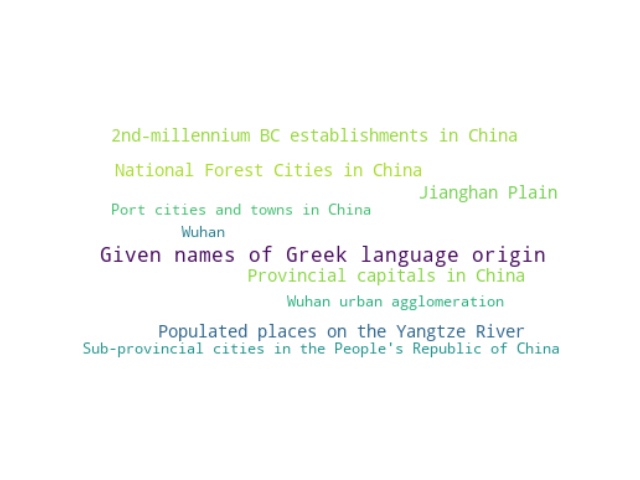 2nd-millennium BC establishments in China
National Forest Cities in China
Jianghan Plain
Port cities and towns in China
Wuhan
Given names of Greek language origin
Provincial capitals in China
Wuhan urban agglomeration
Populated places on the Yangtze River
Sub-provincial cities in the People's Republic of China